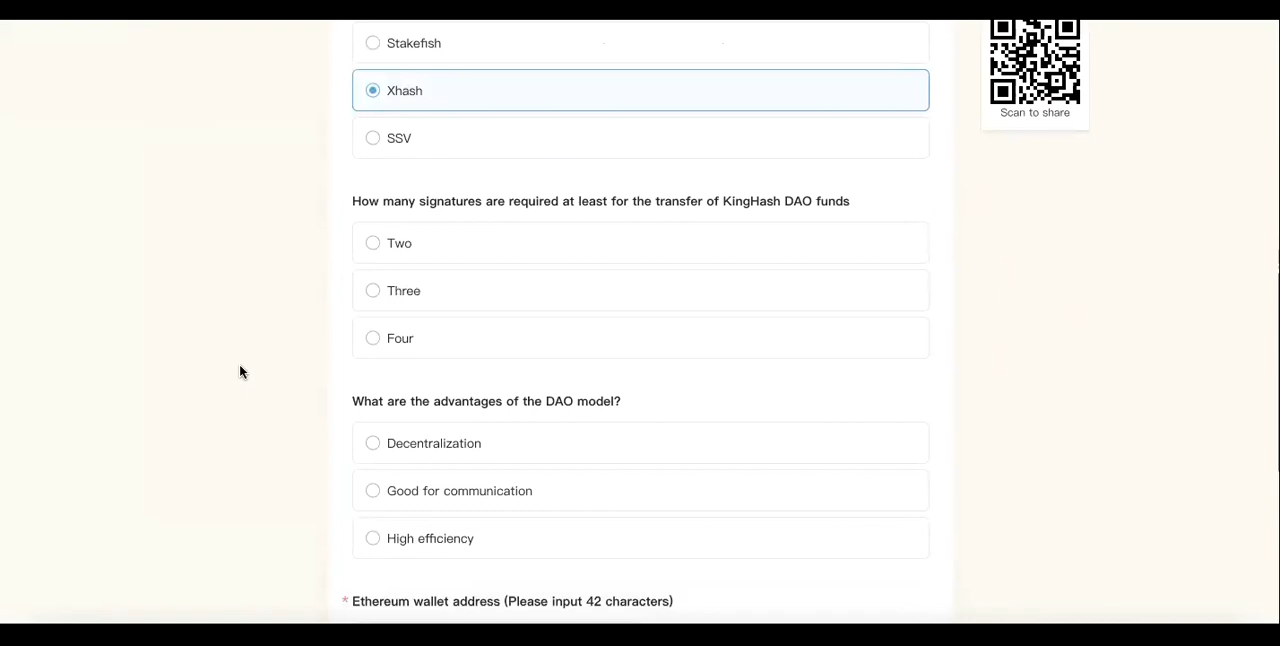 Stakefish
Xhash
SSV
Scan to share
How many signatures are required at least for the transfer of KingHash DAO funds
Two
Three
Four
What are the advantages of the DAO model?
Decentralization
Good for communication
High efficiency
* Ethereum wallet address (Please input 42 characters)